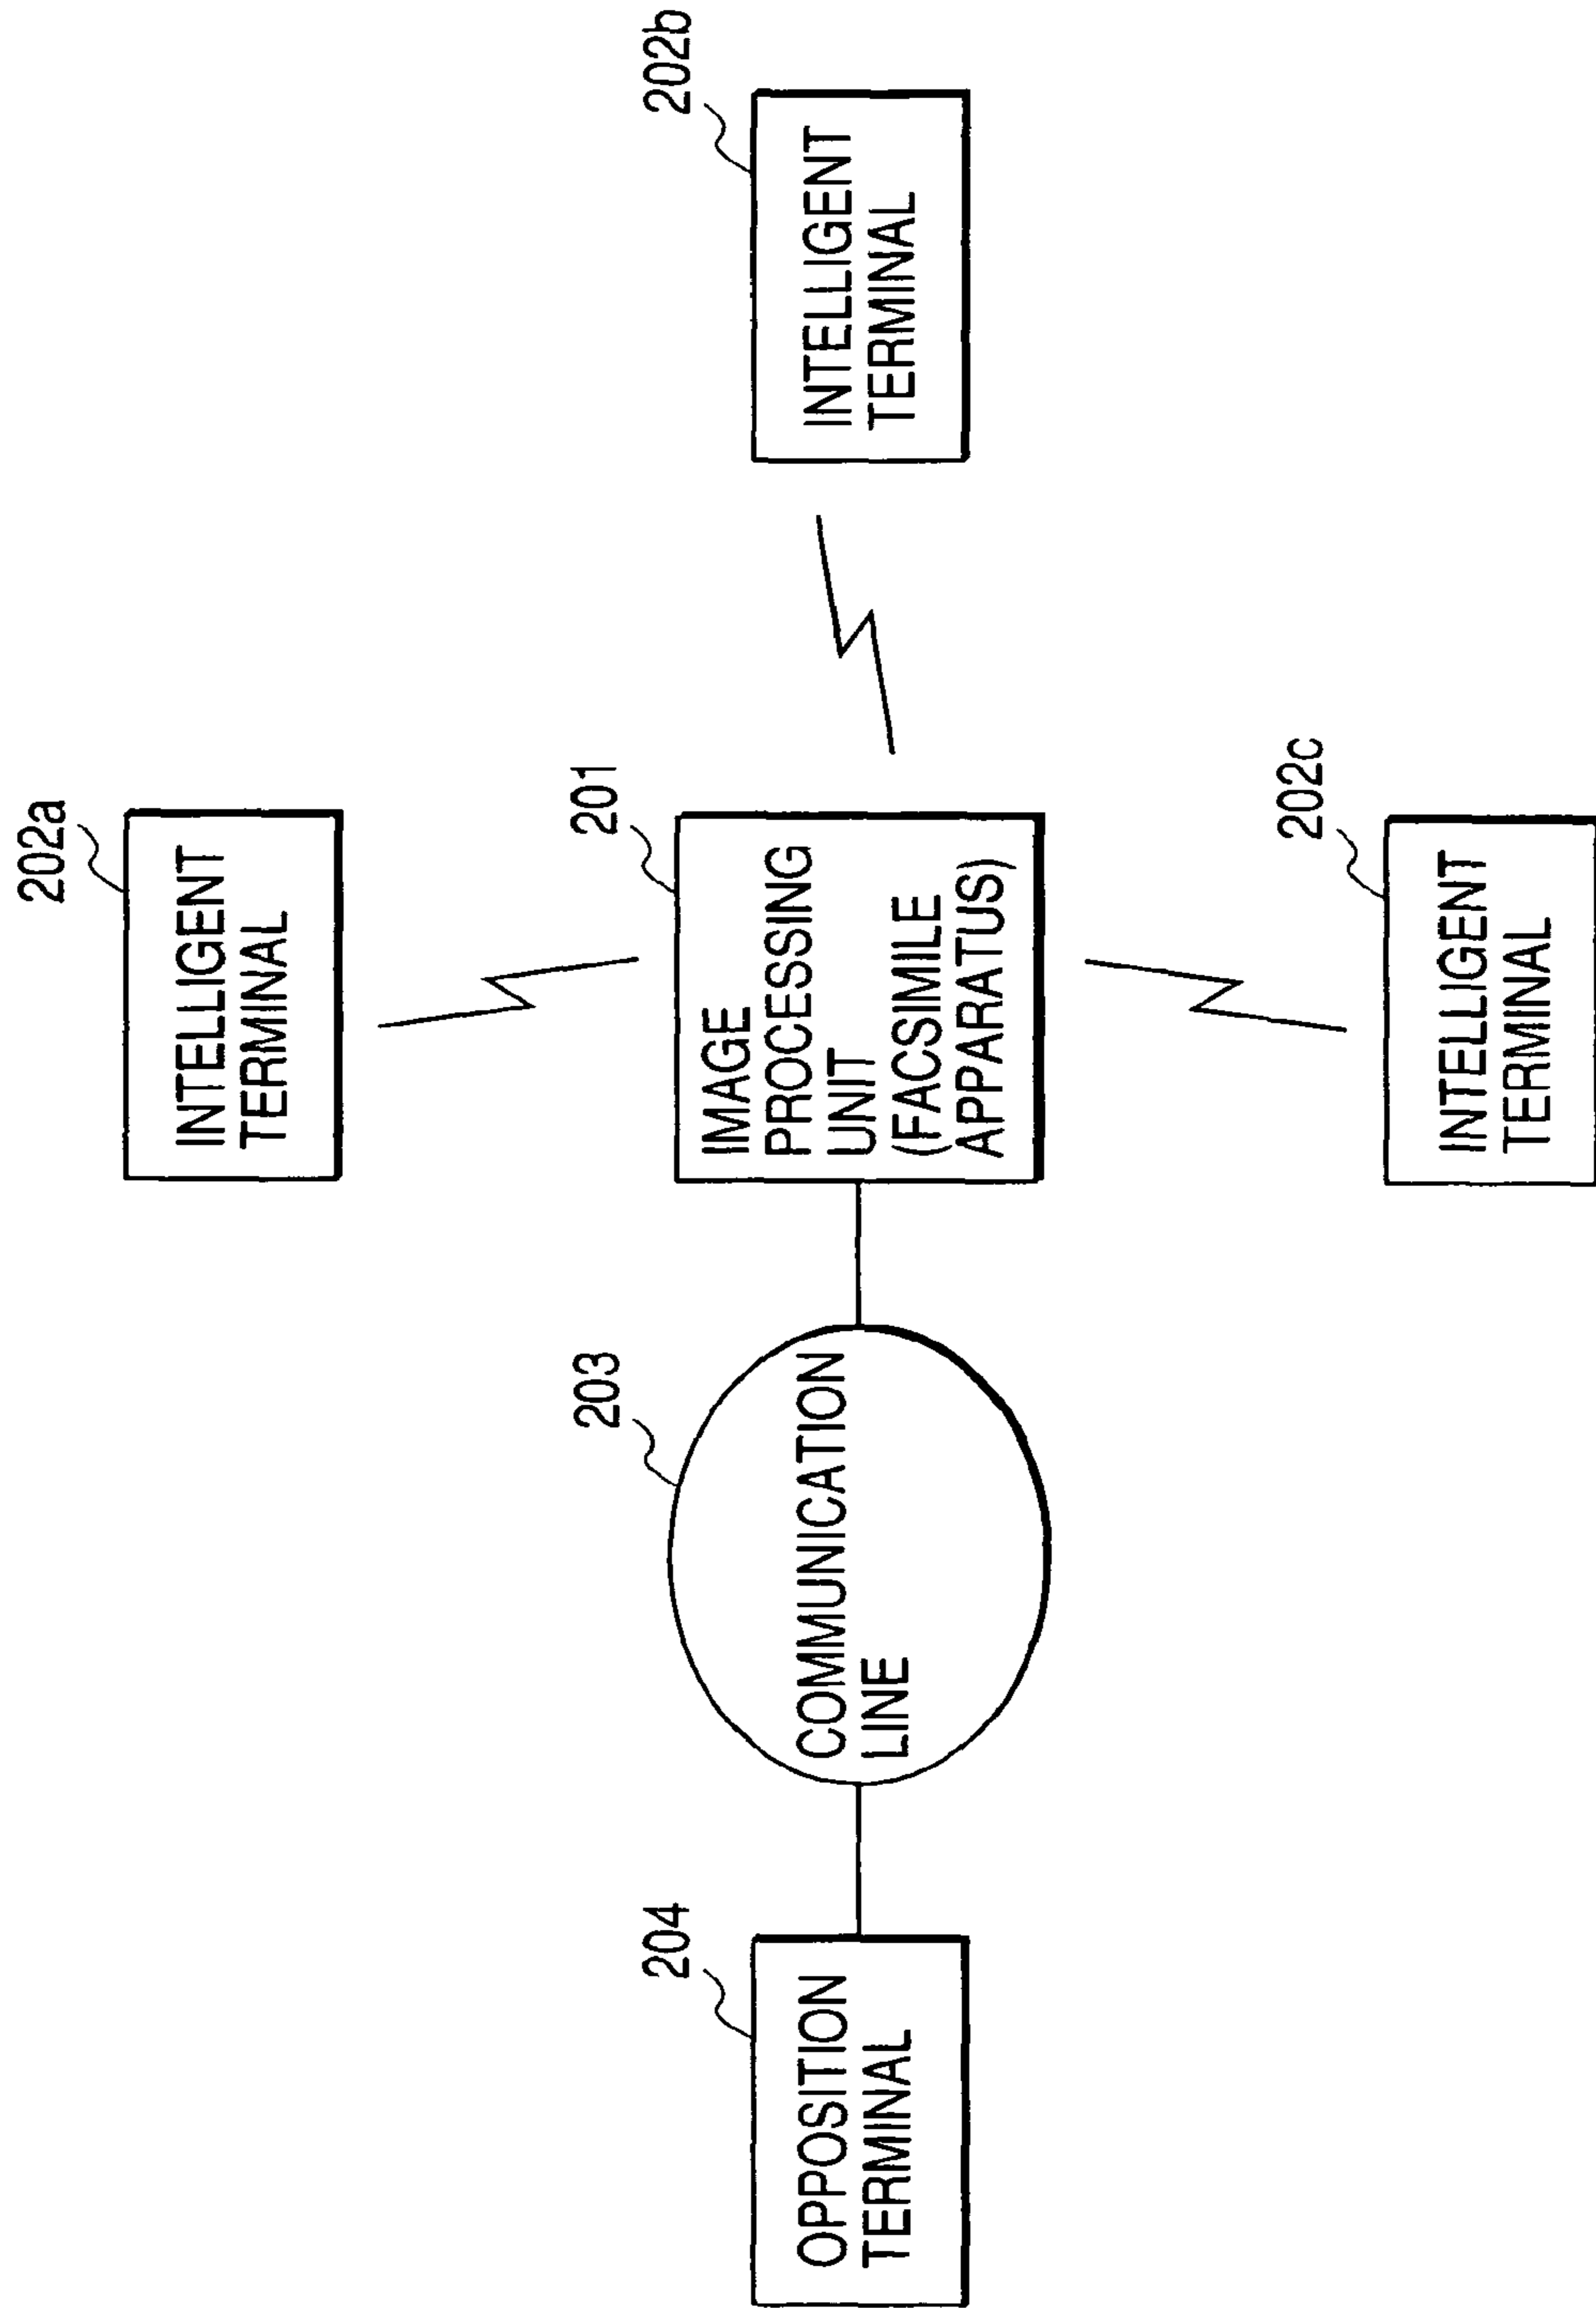 202a
INTELLIGENT
TERMINAL
204
OPPOSITION
TERMINAL
203
COMMUNICATION
LINE
201
IMAGE
PROCESSING
UNIT
(FACSIMILE
APPARATUS)
202b
INTELLIGENT
TERMINAL
202c
INTELLIGENT
TERMINAL